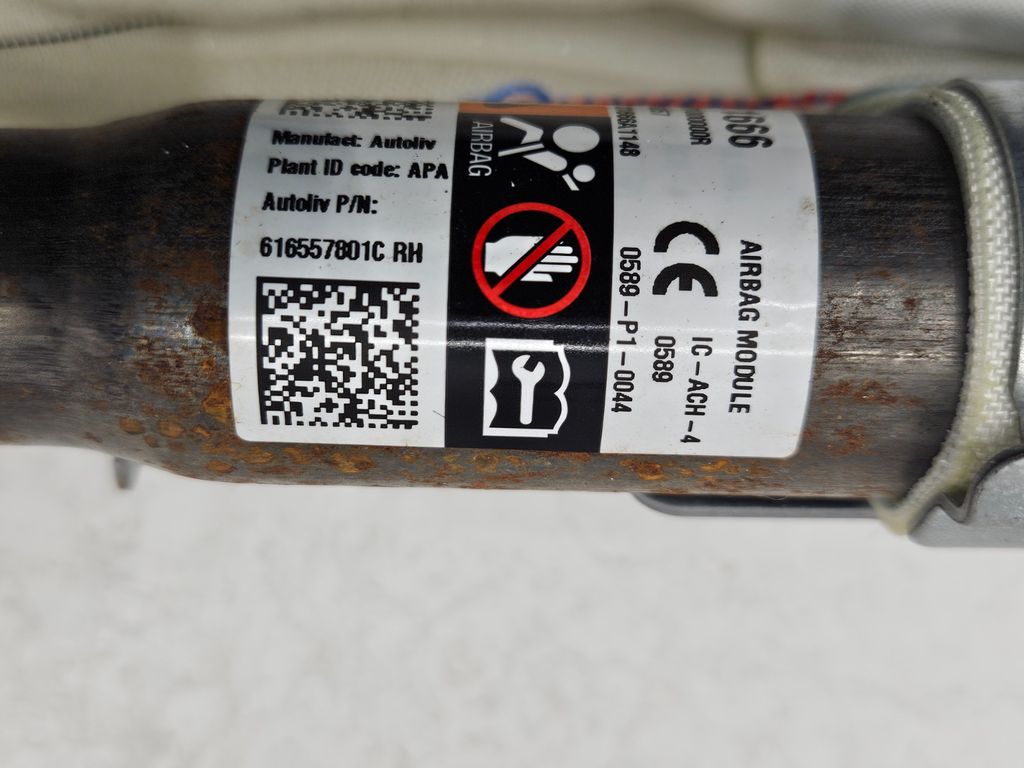 Manufact: Autoliv
Plant ID code: APA
Autoliv P/N:
616557801C RH
AIRBAG
666
AIRBAG MODULE
IC-ACH-4
0589
CE
0589-P1-0044